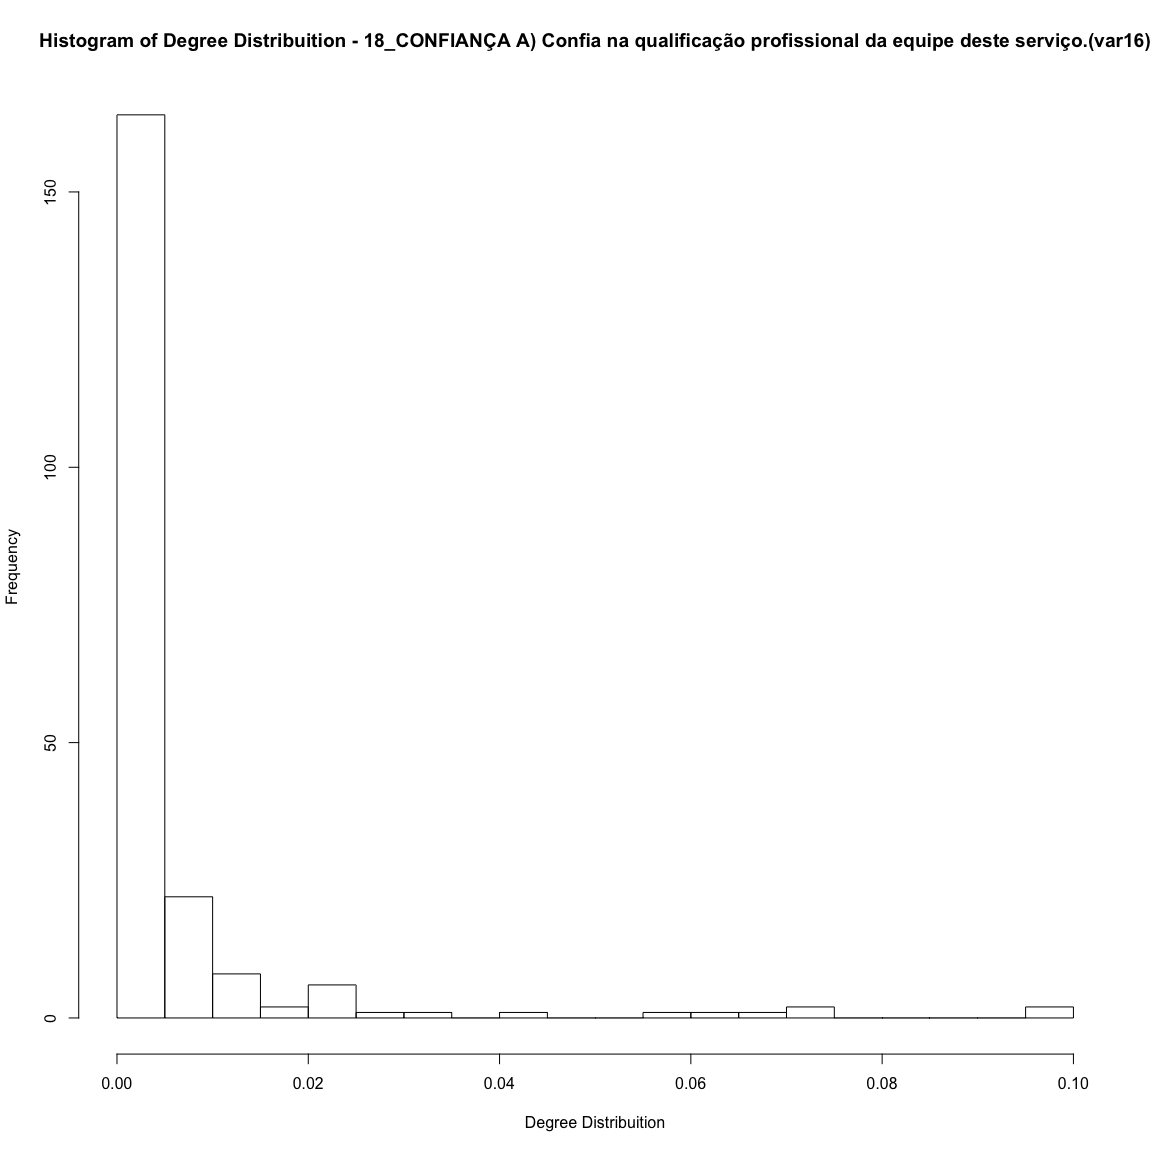 Histogram of Degree Distribuition - 18_CONFIANÇA A) Confia na qualificação profissional da equipe deste serviço.(var16)
150
100
50
0
Frequency
0.00 0.02 0.04 0.06 0.08 0.10
Degree Distribuition